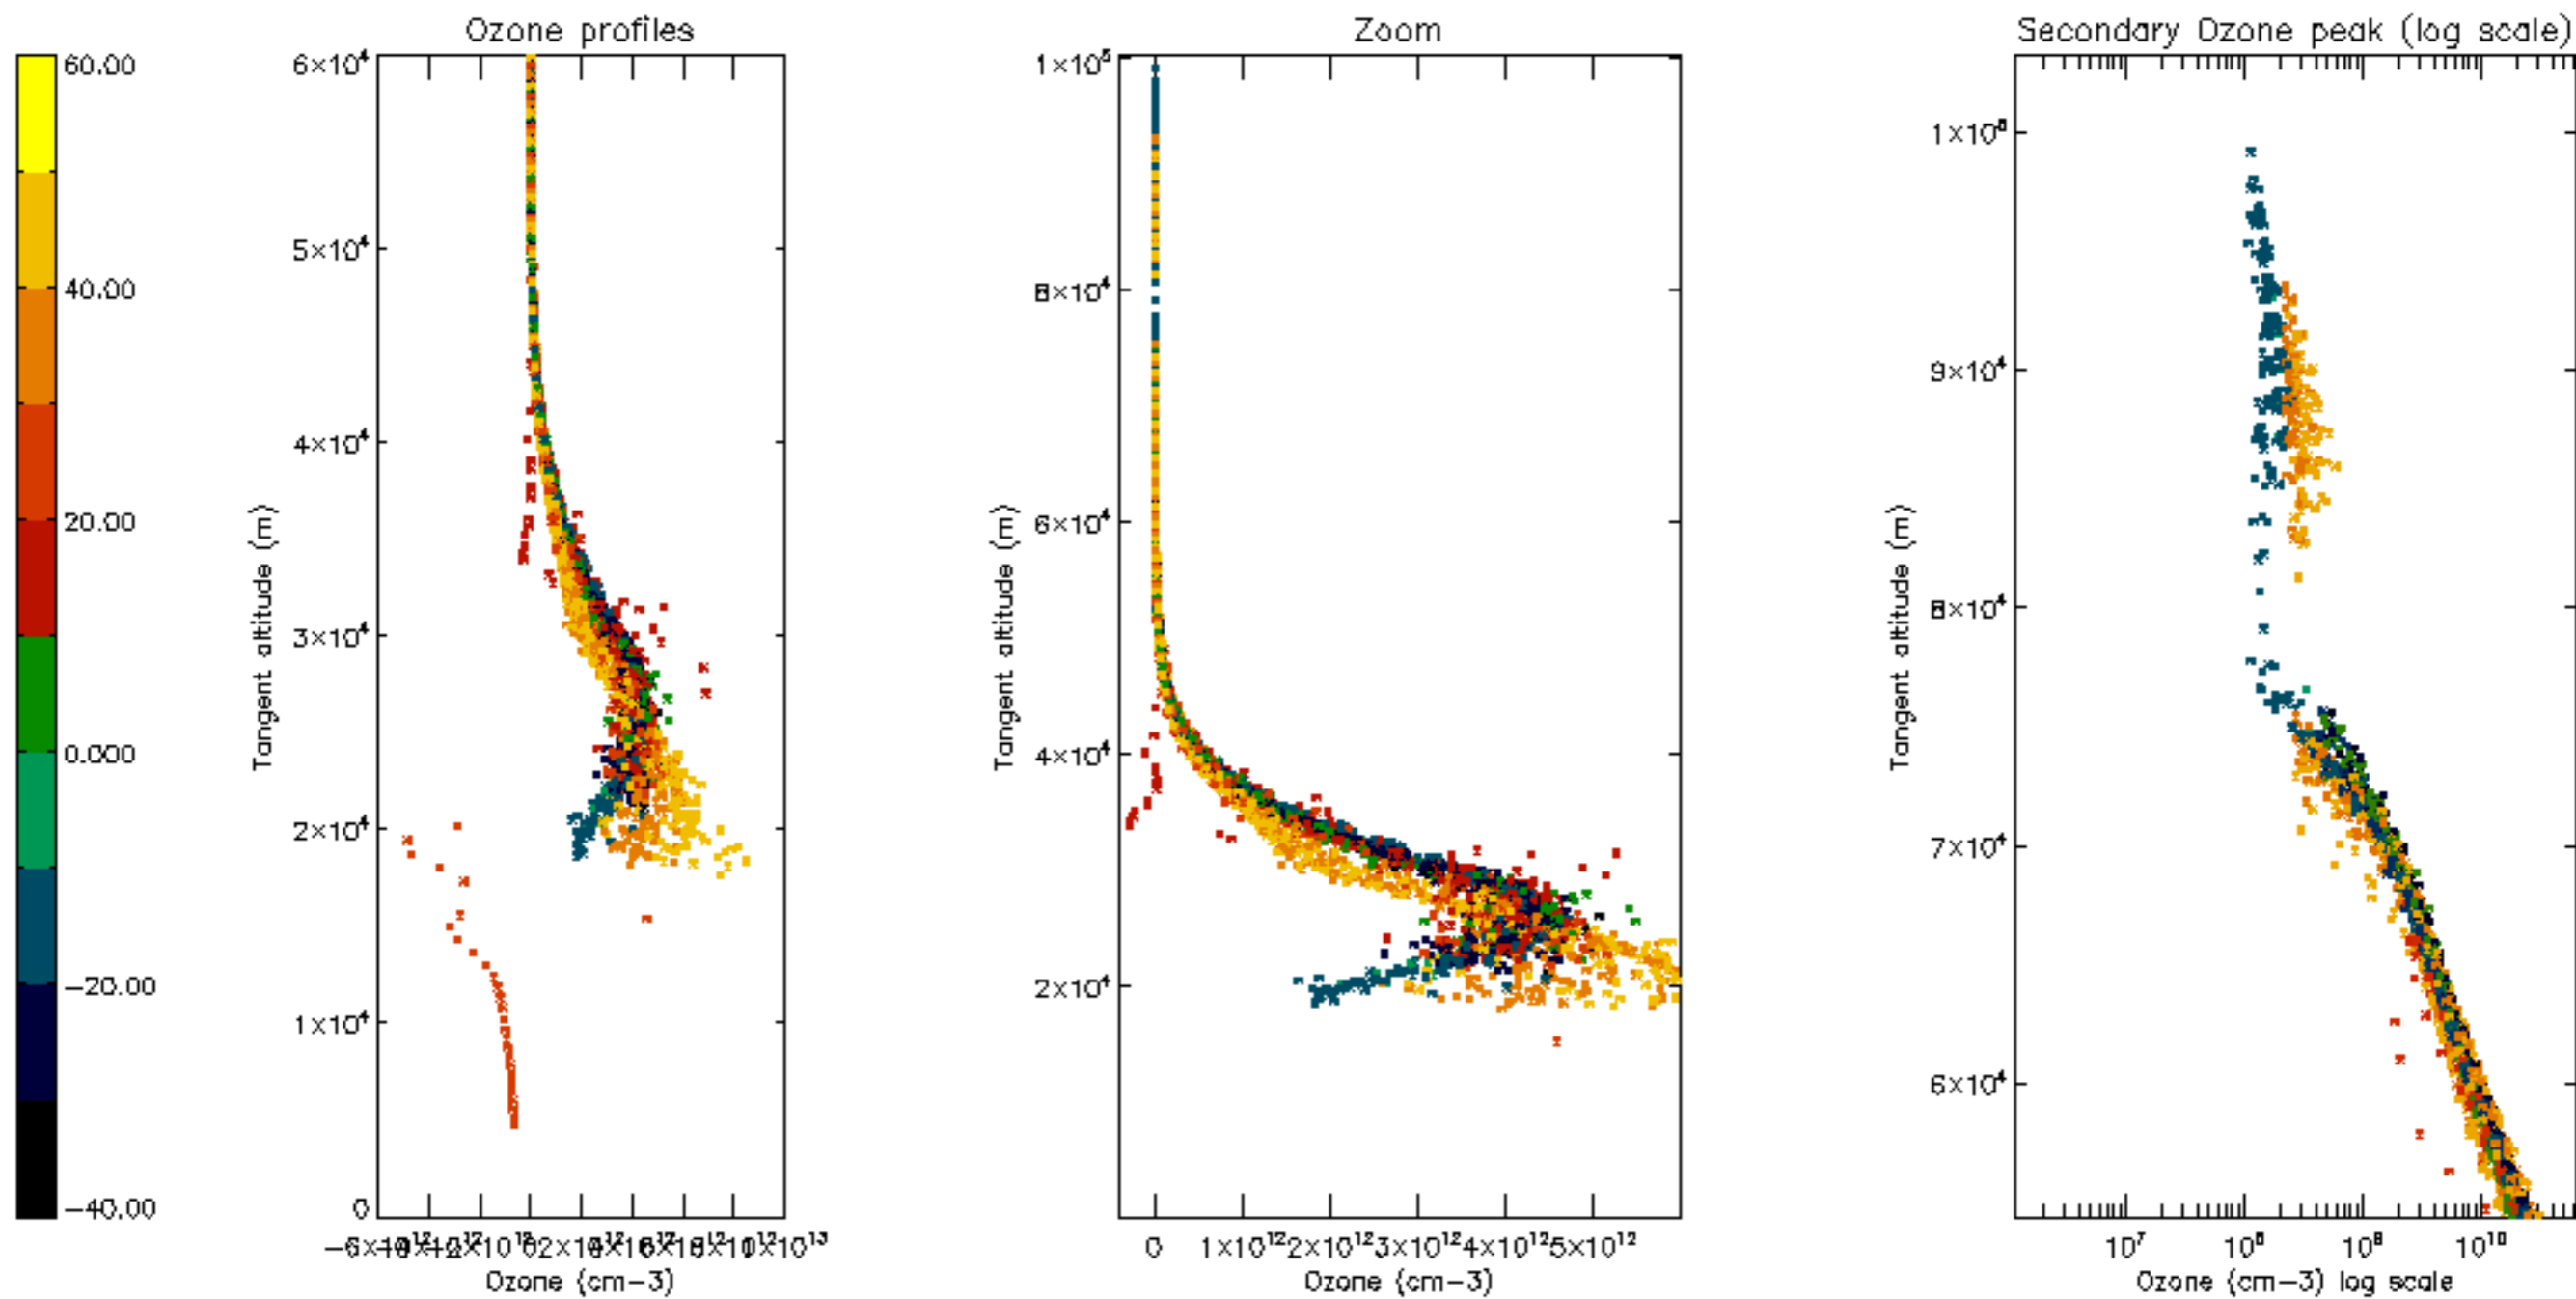 Ozone profiles
Zoom
Secondary Ozone peak (log scale)
60.00
40.00
20.00
0.000
−20.00
−40.00
6×10⁴
5×10⁴
4×10⁴
3×10⁴
2×10⁴
1×10⁴
0
Tangent altitude (m)
Ozone (cm−3)
1×10⁵
8×10⁴
6×10⁴
4×10⁴
2×10⁴
Tangent altitude (m)
0 1×10¹² 2×10¹² 3×10¹² 4×10¹² 5×10¹²
Ozone (cm−3)
9×10⁴
8×10⁴
7×10⁴
6×10⁴
Tangent altitude (m)
10⁷ 10⁸ 10⁹ 10¹⁰
Ozone (cm−3) log scale